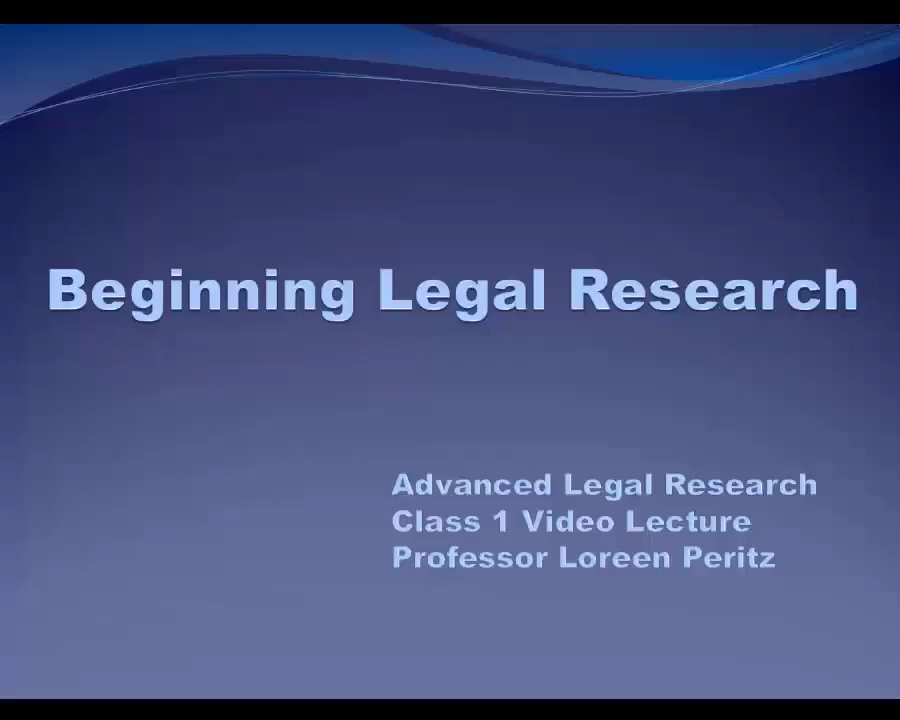 Beginning Legal Research
Advanced Legal Research
Class 1 Video Lecture
Professor Loreen Peritz